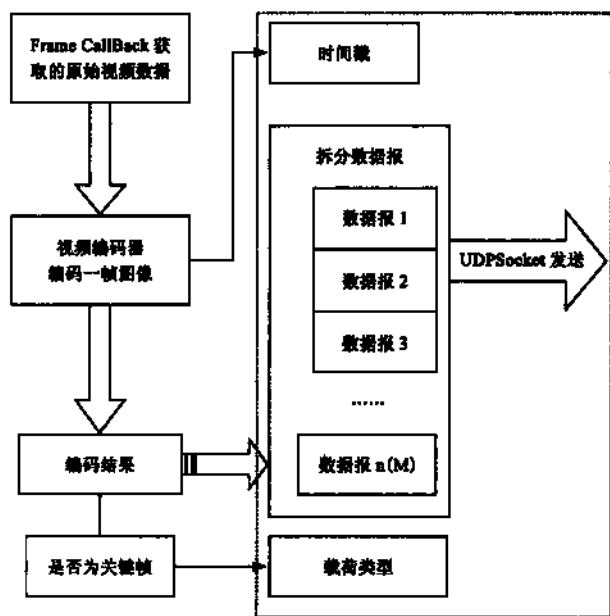 Frame CallBack 获
取的原始视频数据
时间戳
拆分数据报
视频编码器
编码一帧图像
数据报 1
数据报 2
数据报 3
……
数据报 n(M)
UDPSocket 发送
编码结果
是否为关键帧
载荷类型